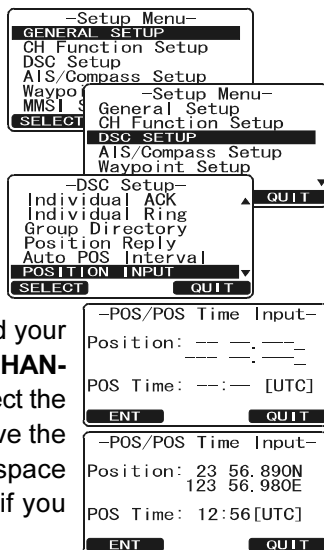 –Setup Menu–
GENERAL SETUP
CH Function Setup
DSC Setup
AIS/Compass Setup
SELECT
–Setup Menu–
General Setup
CH Function Setup
DSC SETUP
AIS/Compass Setup
Waypoint Setup
QUIT
–DSC Setup–
Individual ACK
Individual Ring
Group Directory
Position Reply
Auto POS Interval
POSITION INPUT
SELECT QUIT
your
HAN-
ect the
ve the
space
if you
–POS/POS Time Input–
Position: –– ––.–––_
––– ––.–––_
POS Time: ––:–– [UTC]
ENT QUIT
–POS/POS Time Input–
Position: 23 56.890N
123 56.980E
POS Time: 12:56[UTC]
ENT QUIT